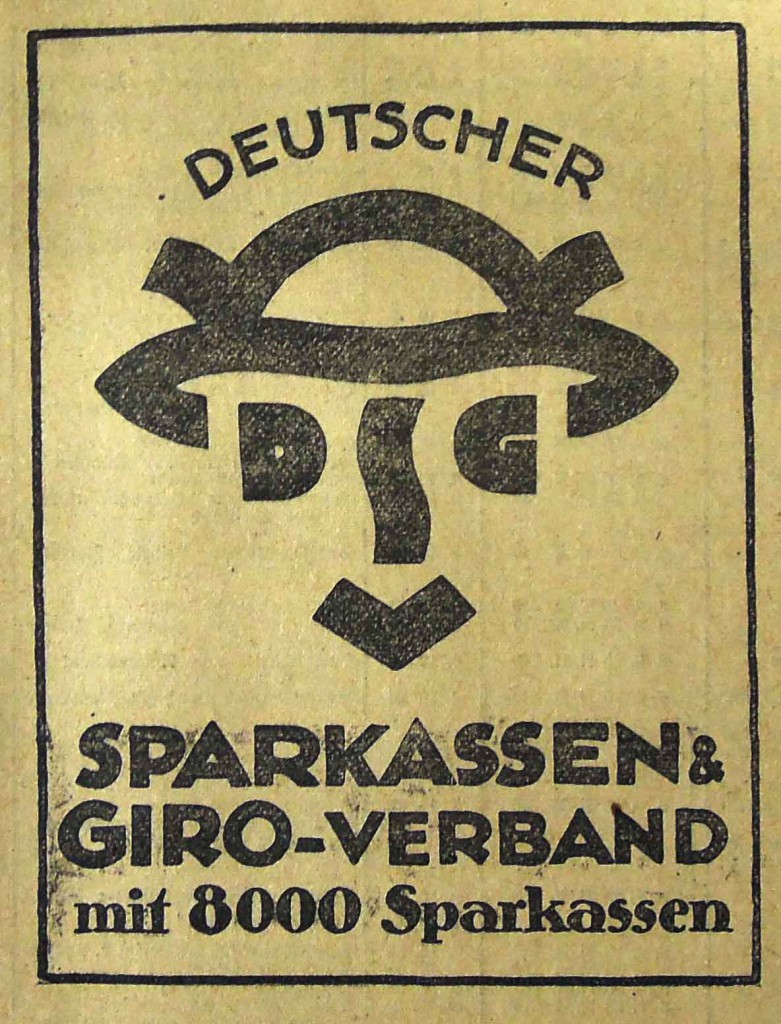 DEUTSCHER
DSG
SPARKASSEN &
GIRO-VERBAND
mit 8000 Sparkassen